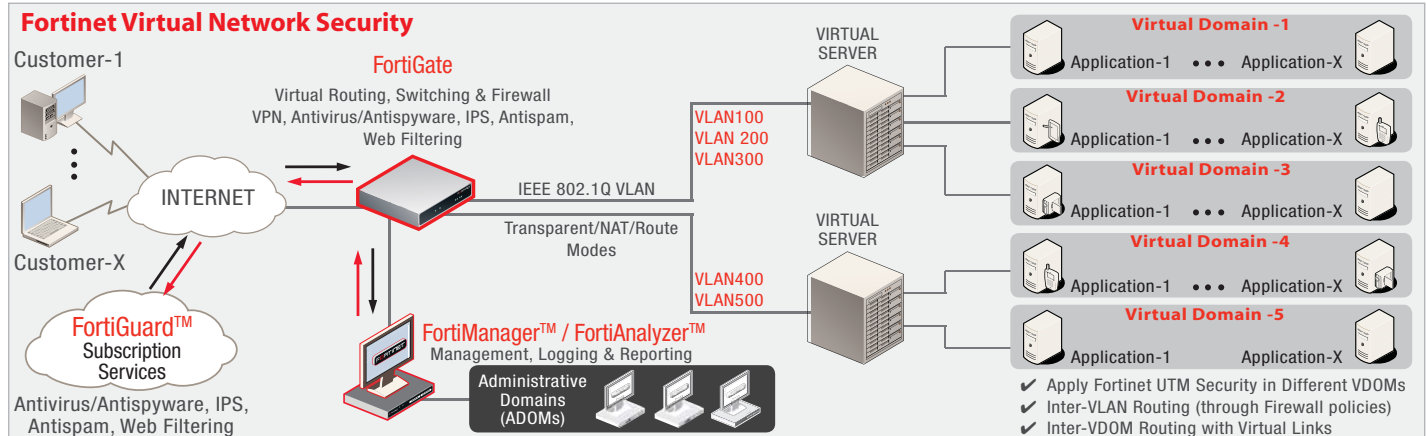 Fortinet Virtual Network Security
Customer-1
Customer-X
INTERNET
FortiGuard™
Subscription
Services
Antivirus/Antispyware, IPS,
Antispam, Web Filtering
FortiGate
Virtual Routing, Switching & Firewall
VPN, Antivirus/Antispyware, IPS, Antispam,
Web Filtering
IEEE 802.1Q VLAN
Transparent/NAT/Route
Modes
FORTINET
FortiManager™ / FortiAnalyzer™
Management, Logging & Reporting
Administrative
Domains
(ADOMs)
VLAN100
VLAN 200
VLAN300
VLAN400
VLAN500
VIRTUAL
SERVER
VIRTUAL
SERVER
Virtual Domain -1
Application-1 ••• Application-X
Virtual Domain -2
Application-1 ••• Application-X
Virtual Domain -3
Application-1 ••• Application-X
Virtual Domain -4
Application-1 ••• Application-X
Virtual Domain -5
Application-1 Application-X
✔ Apply Fortinet UTM Security in Different VDOMs
✔ Inter-VLAN Routing (through Firewall policies)
✔ Inter-VDOM Routing with Virtual Links